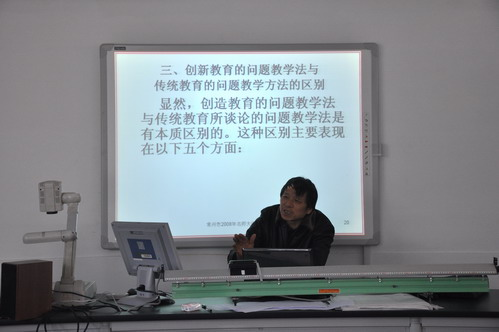 三、创新教育的问题教学法与
传统教育的问题教学方法的区别
显然，创造教育的问题教学法
与传统教育所谈论的问题教学法是
有本质区别的。这种区别主要表现
在以下五个方面：
28